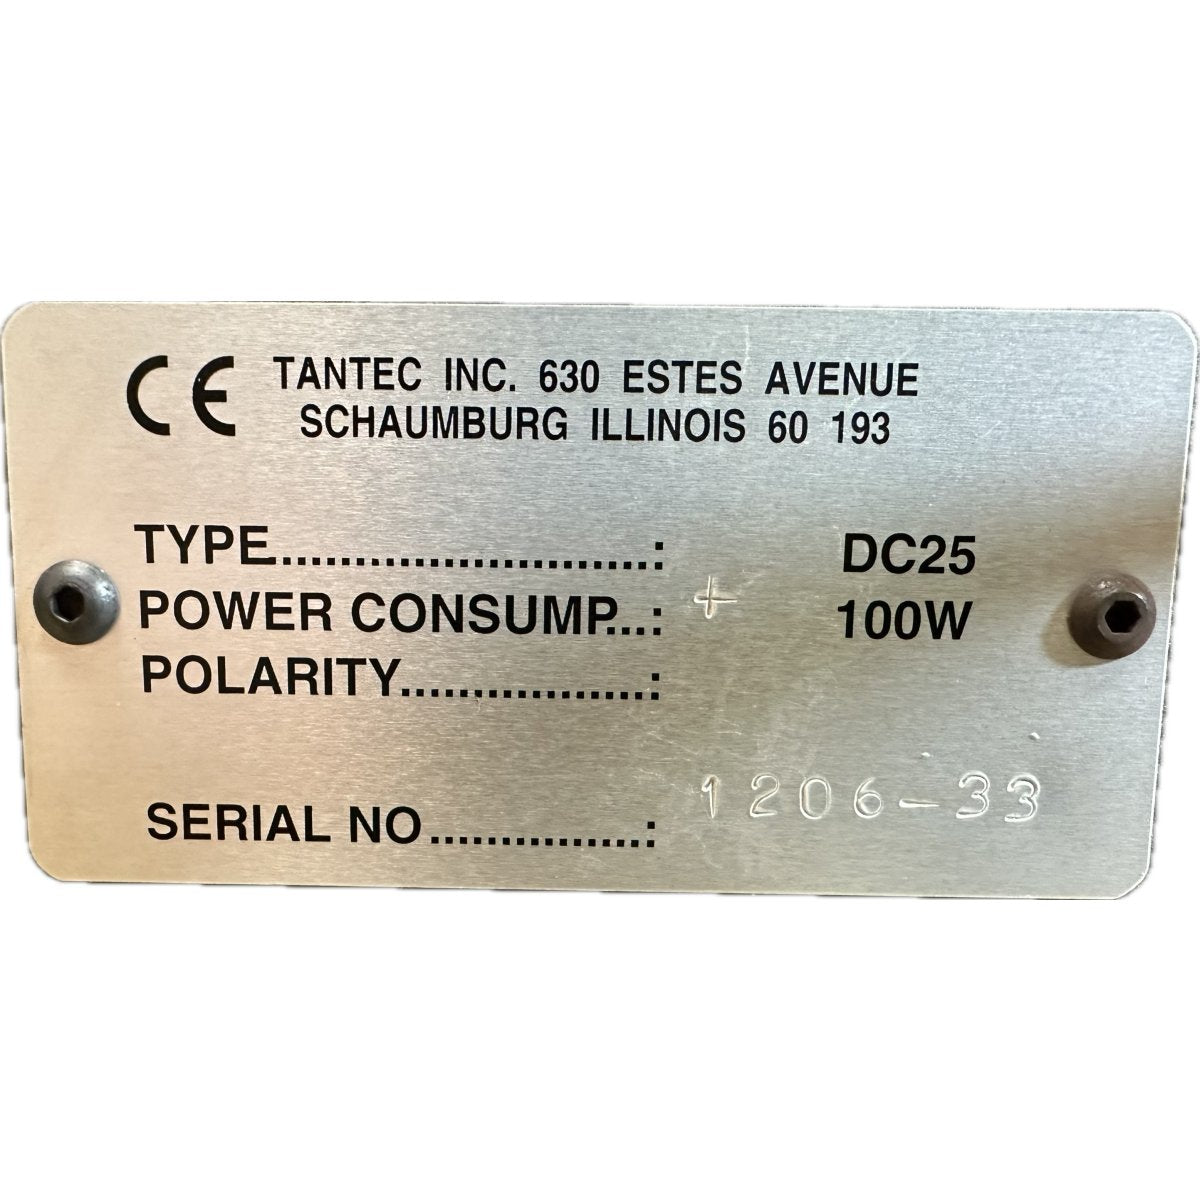 CE TANTEC INC. 630 ESTES AVENUE
SCHAUMBURG ILLINOIS 60 193
TYPE...........................: DC25
POWER CONSUMP...: + 100W
POLARITY.................:
SERIAL NO...............: 1206-33